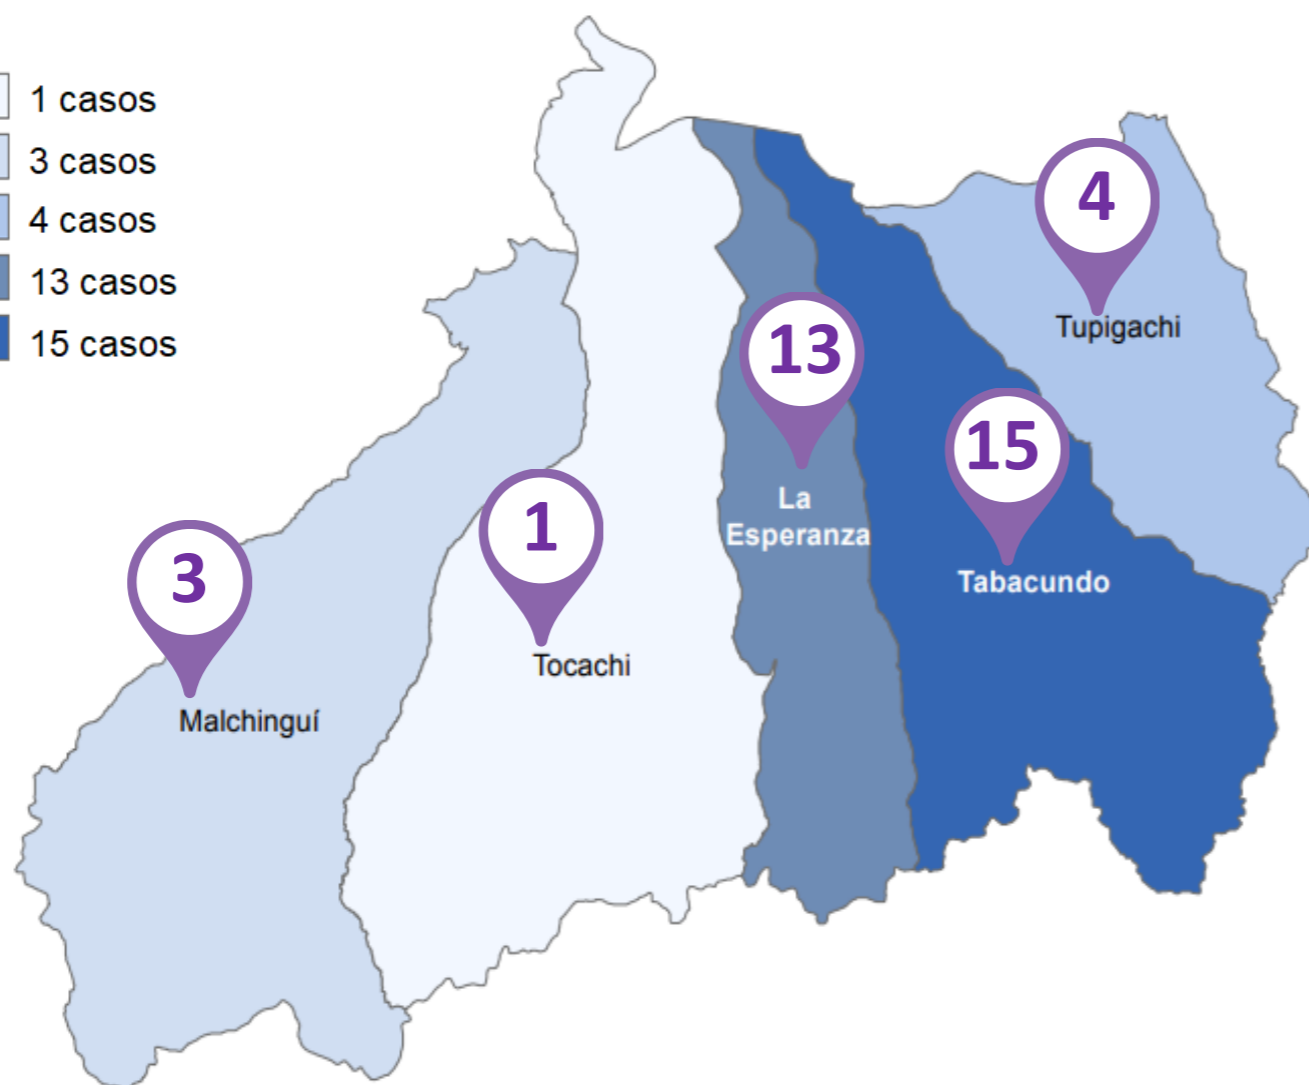 1 casos
3 casos
4 casos
13 casos
15 casos
4
Tupigachi
13
La
Esperanza
15
Tabacundo
1
Tocachi
3
Malchinguí